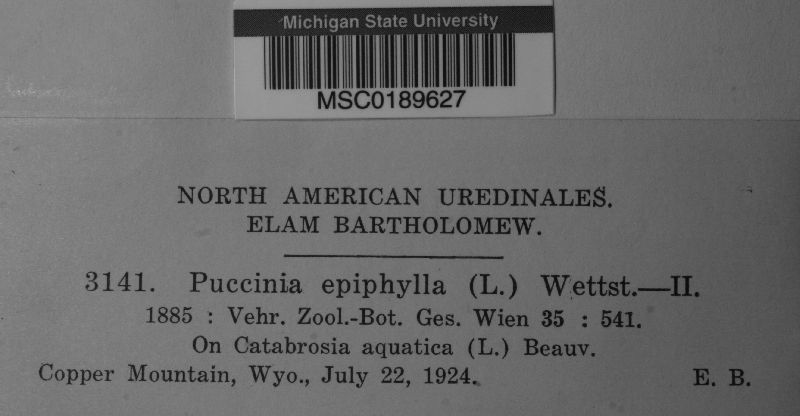 Michigan State University
MSC0189627
NORTH AMERICAN UREDINALES.
ELAM BARTHOLOMEW.
3141. Puccinia epiphylla (L.) Wettst.—II.
1885 : Vehr. Zool.-Bot. Ges. Wien 35 : 541.
On Catabrosia aquatica (L.) Beauv.
Copper Mountain, Wyo., July 22, 1924. E. B.